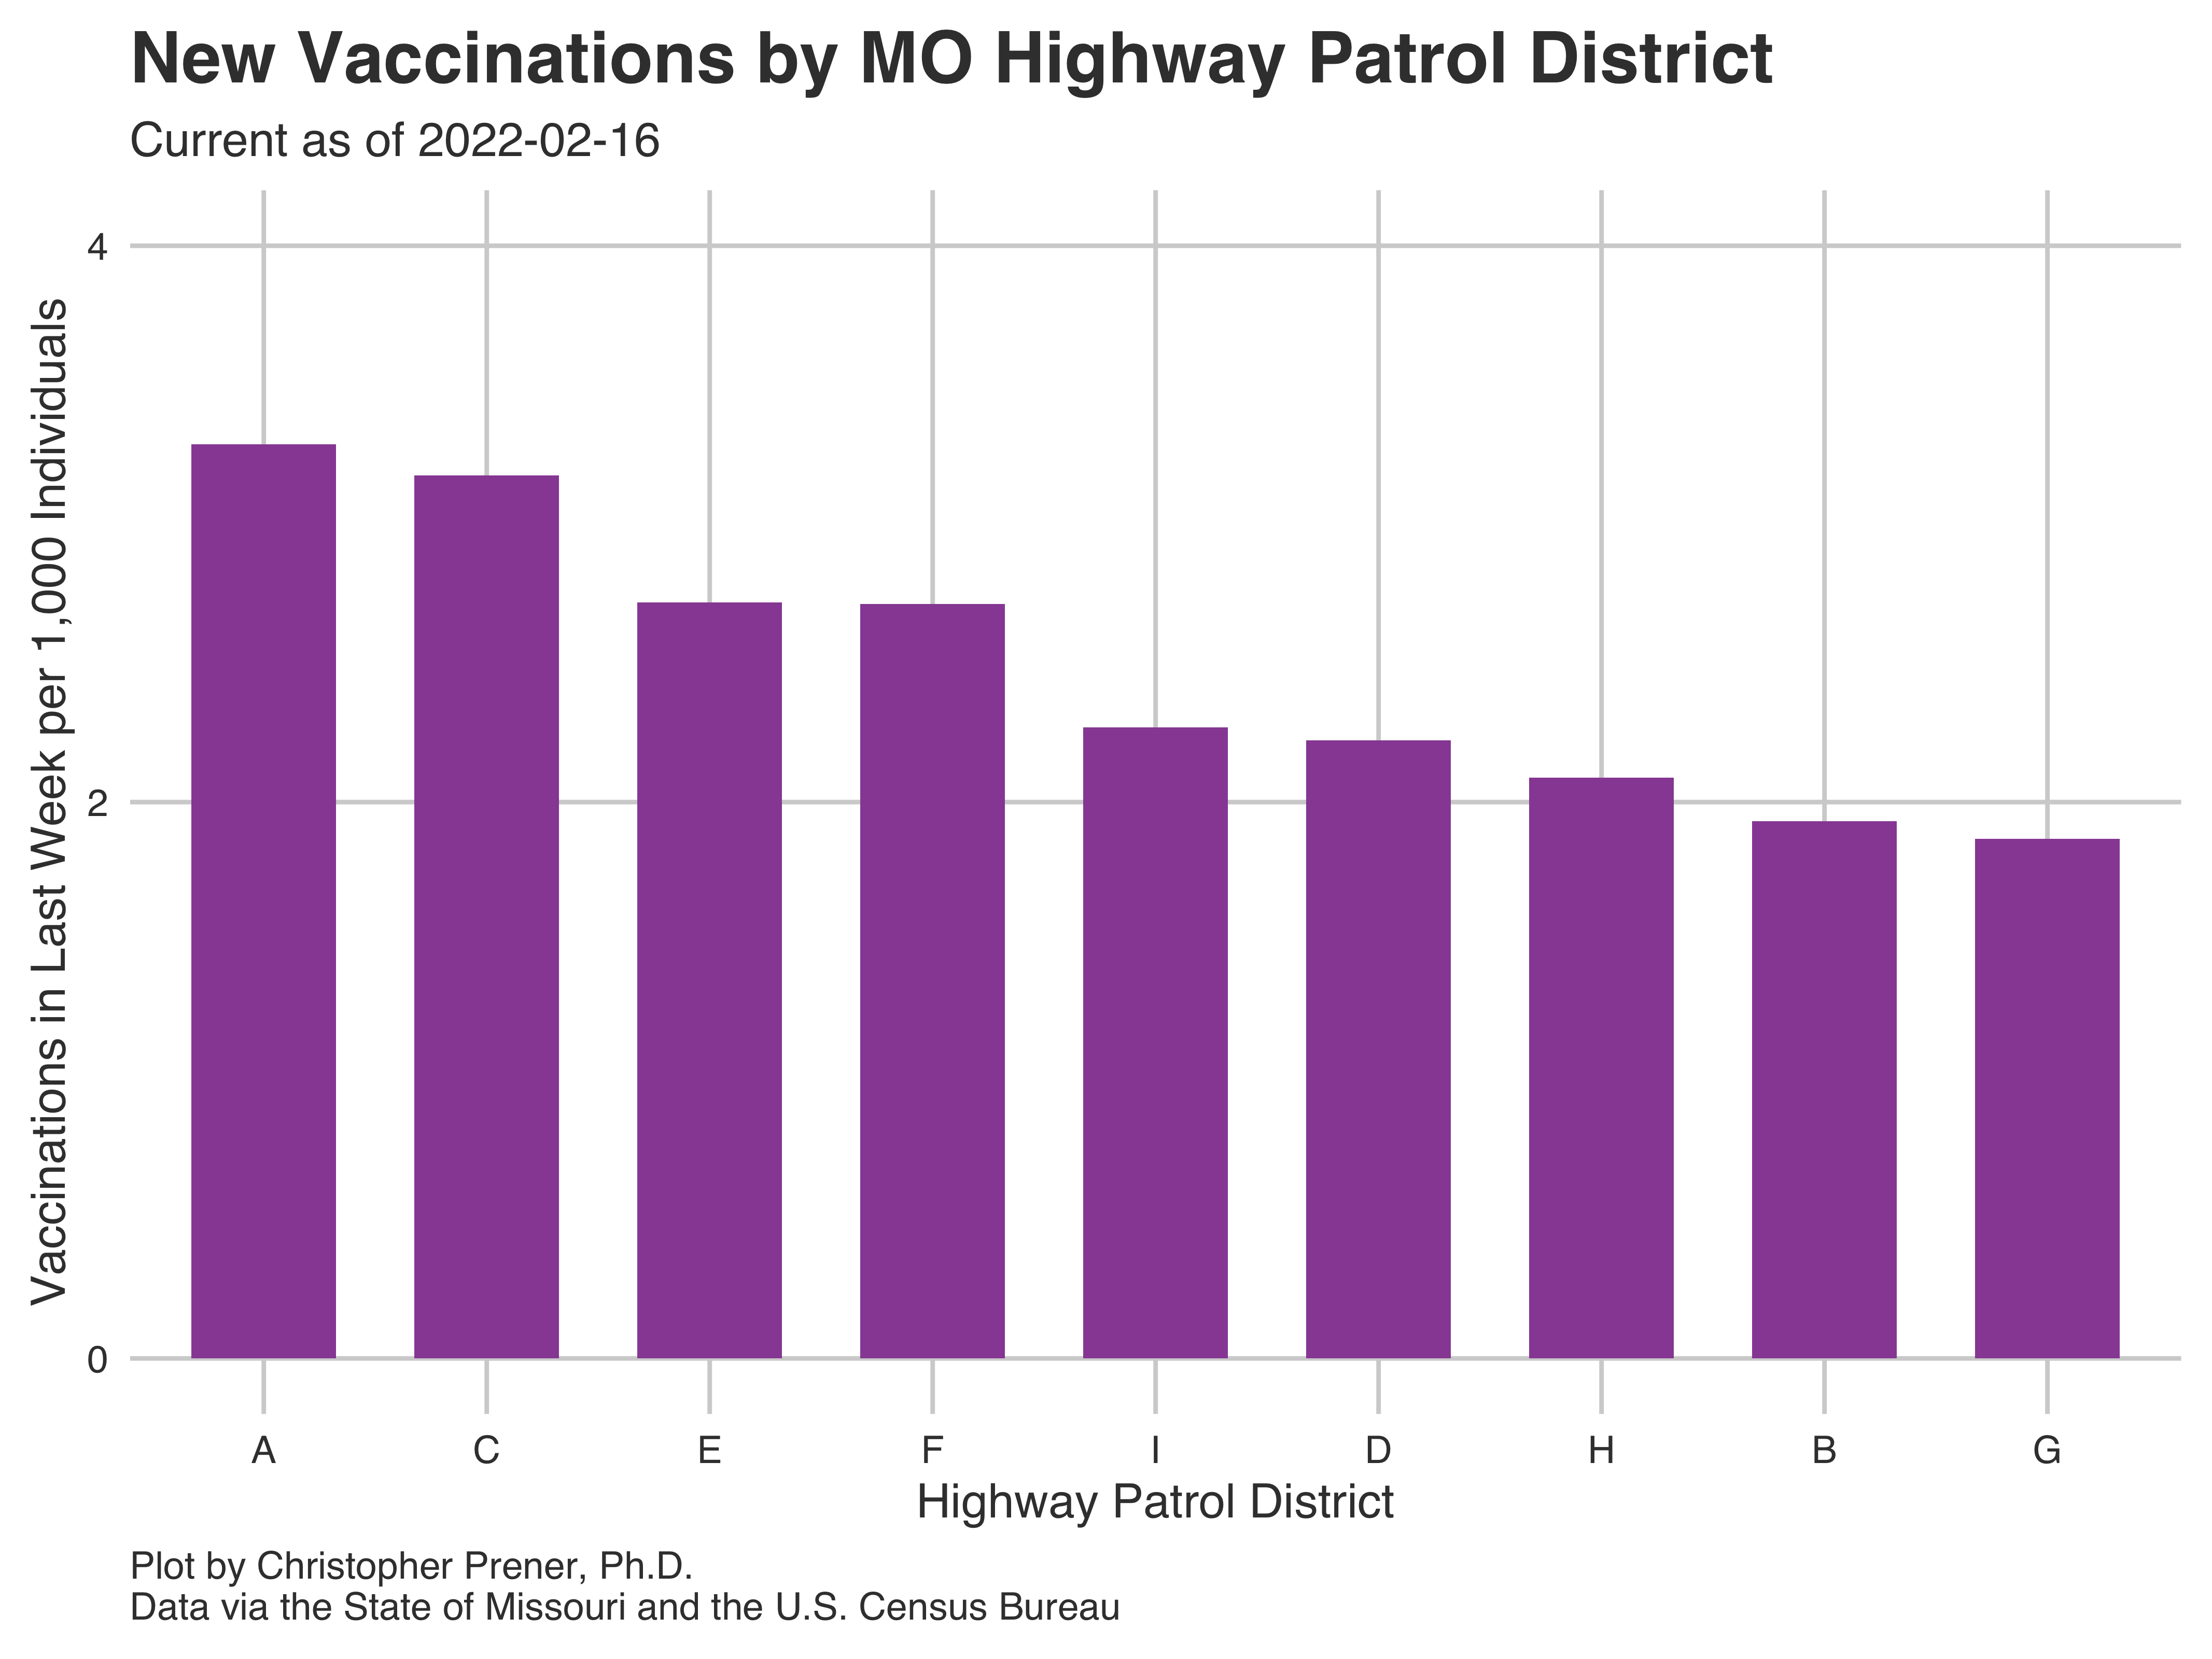 New Vaccinations by MO Highway Patrol District
Current as of 2022-02-16
Vaccinations in Last Week per 1,000 Individuals
4
2
0
A C E F I D H B G
Highway Patrol District
Plot by Christopher Prener, Ph.D.
Data via the State of Missouri and the U.S. Census Bureau